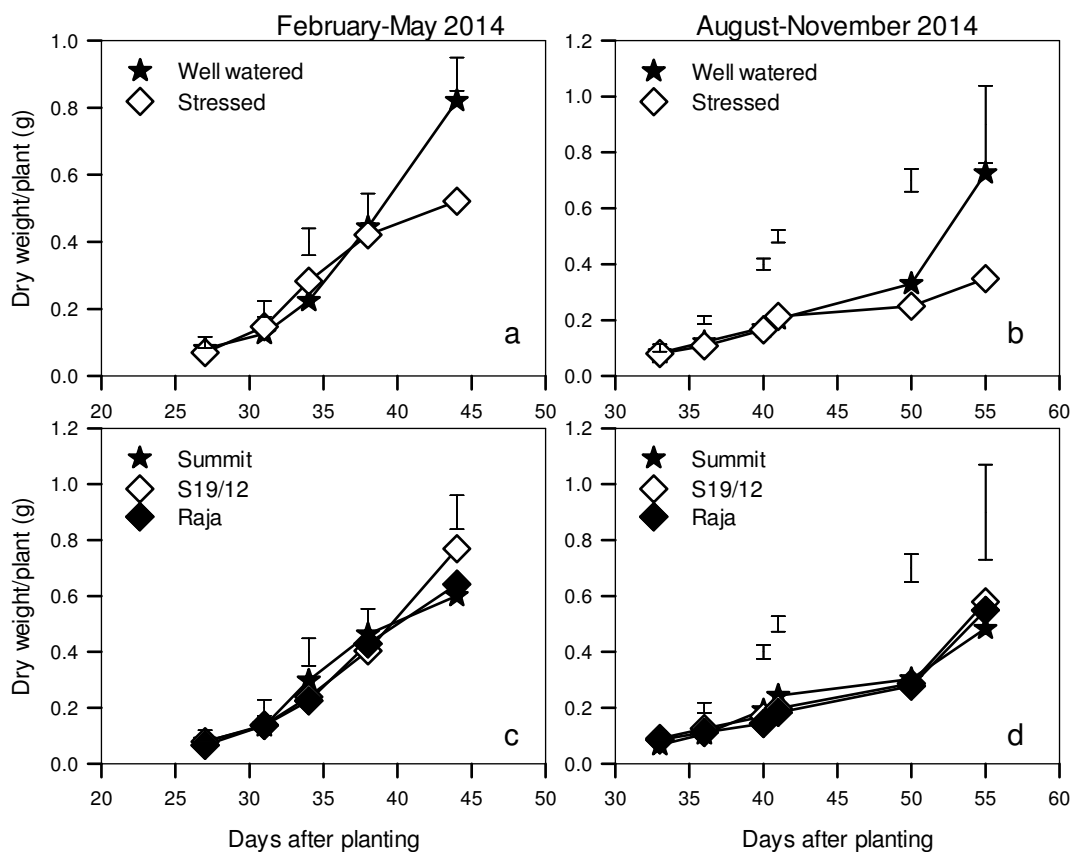 February-May 2014
August-November 2014
Dry weight/plant (g)
1.0
0.8
0.6
0.4
0.2
0.0
Well watered
Stressed
a
20 25 30 35 40 45 50
1.2
1.0
0.8
0.6
0.4
0.2
0.0
Well watered
Stressed
b
30 35 40 45 50 55 60
Dry weight/plant (g)
1.2
1.0
0.8
0.6
0.4
0.2
0.0
Summit
S19/12
Raja
c
20 25 30 35 40 45 50
Days after planting
1.2
1.0
0.8
0.6
0.4
0.2
0.0
Summit
S19/12
Raja
d
30 35 40 45 50 55 60
Days after planting